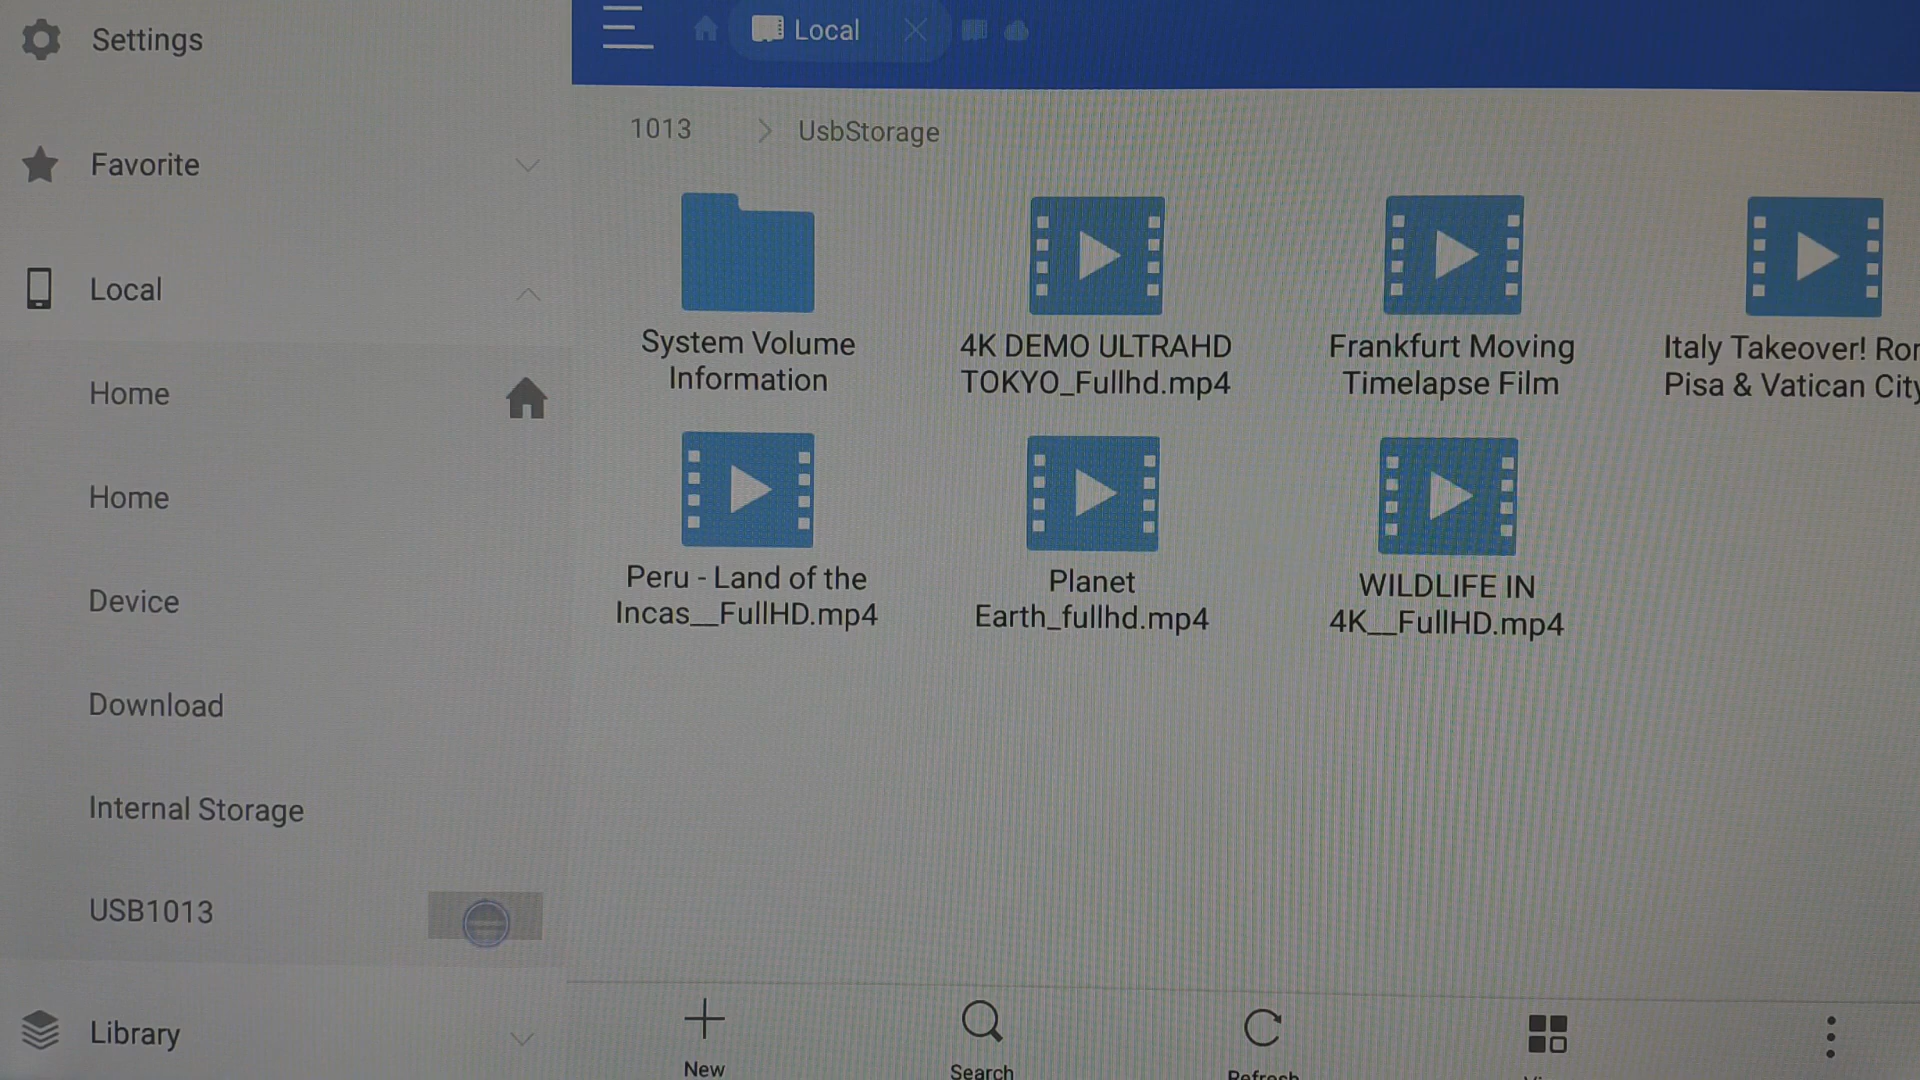 Settings
Favorite
Local
Home
Home
Device
Download
Internal Storage
USB1013
Library
Local
1013
UsbStorage
System Volume
Information
4K DEMO ULTRAHD
TOKYO_Fullhd.mp4
Frankfurt Moving
Timelapse Film
Italy Takeover!
Pisa & Vatican City
Peru - Land of the
Incas__FullHD.mp4
Planet
Earth_fullhd.mp4
WILDLIFE IN
4K__FullHD.mp4
New
Search
Refresh